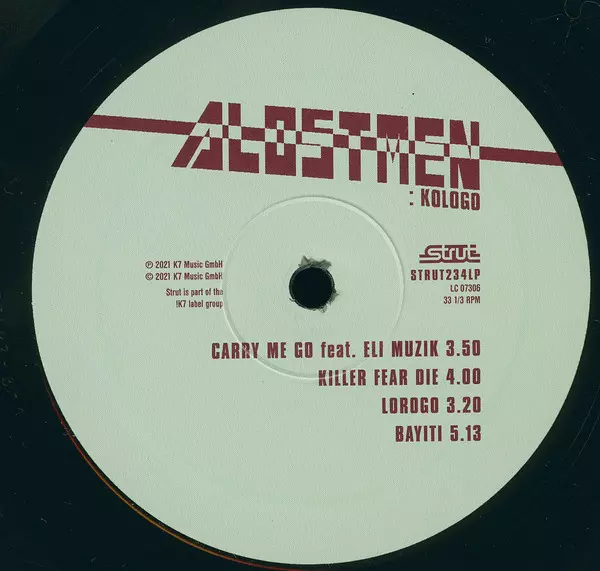 ALOSTMEN
: KOLOGO
℗ 2021 K7 Music GmbH
© 2021 K7 Music GmbH
Strut is part of the
!K7 label group
Strut
STRUT234LP
LC 07306
33 1/3 RPM
CARRY ME GO feat. ELI MUZIK 3.50
KILLER FEAR DIE 4.00
LOROGO 3.20
BAYITI 5.13